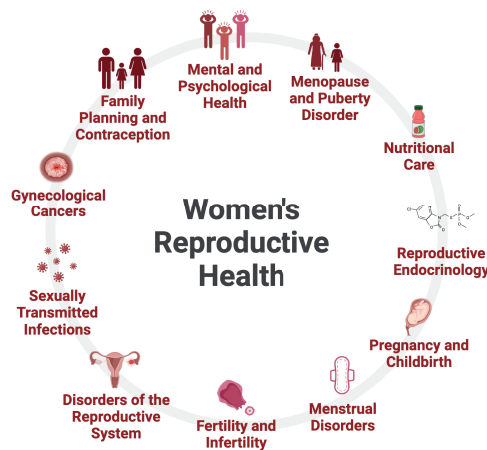 Mental and
Psychological
Health
Menopause
and Puberty
Disorder
Nutritional
Care
Reproductive
Endocrinology
Pregnancy and
Childbirth
Menstrual
Disorders
Fertility and
Infertility
Disorders of the
Reproductive
System
Sexually
Transmitted
Infections
Gynecological
Cancers
Family
Planning and
Contraception
Women's
Reproductive
Health